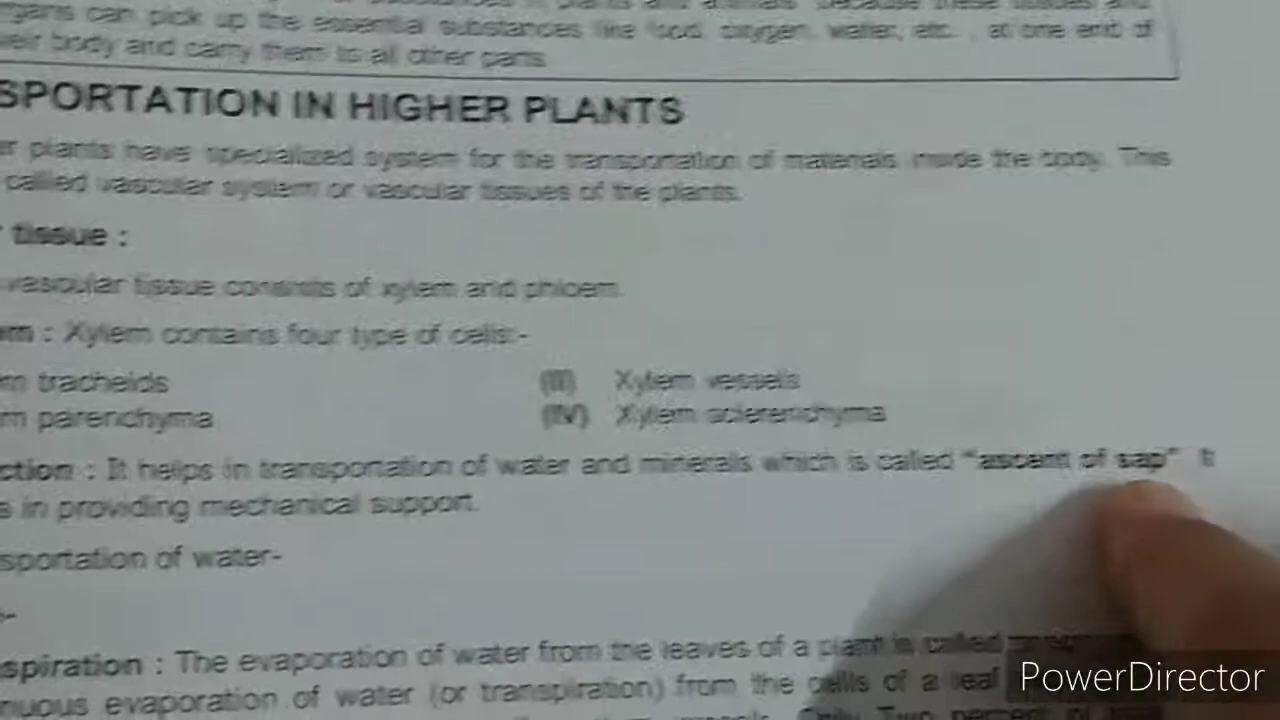 organs can pick up the essential substances like food, oxygen, water, etc. , at one end of
their body and carry them to all other parts.
SPORTATION IN HIGHER PLANTS
er plants have specialized system for the transportation of materials inside the body. This
callled vascular system or vascular tissues of the plants.
tissue :
vascular tissue consists of xylem and phloem.
em : Xylem contains four type of cells:-
m tracheids (III) Xylem vessels
m parenchyma (IV) Xylem sclerenchyma
ction : It helps in transportation of water and minerals which is called "ascent of sap" It
s in providing mechanical support.
sportation of water-
spiration : The evaporation of water from the leaves of a plant is called
nuous evaporation of water (or transpiration) from the cells of a leaf
Only Two percent of
PowerDirector